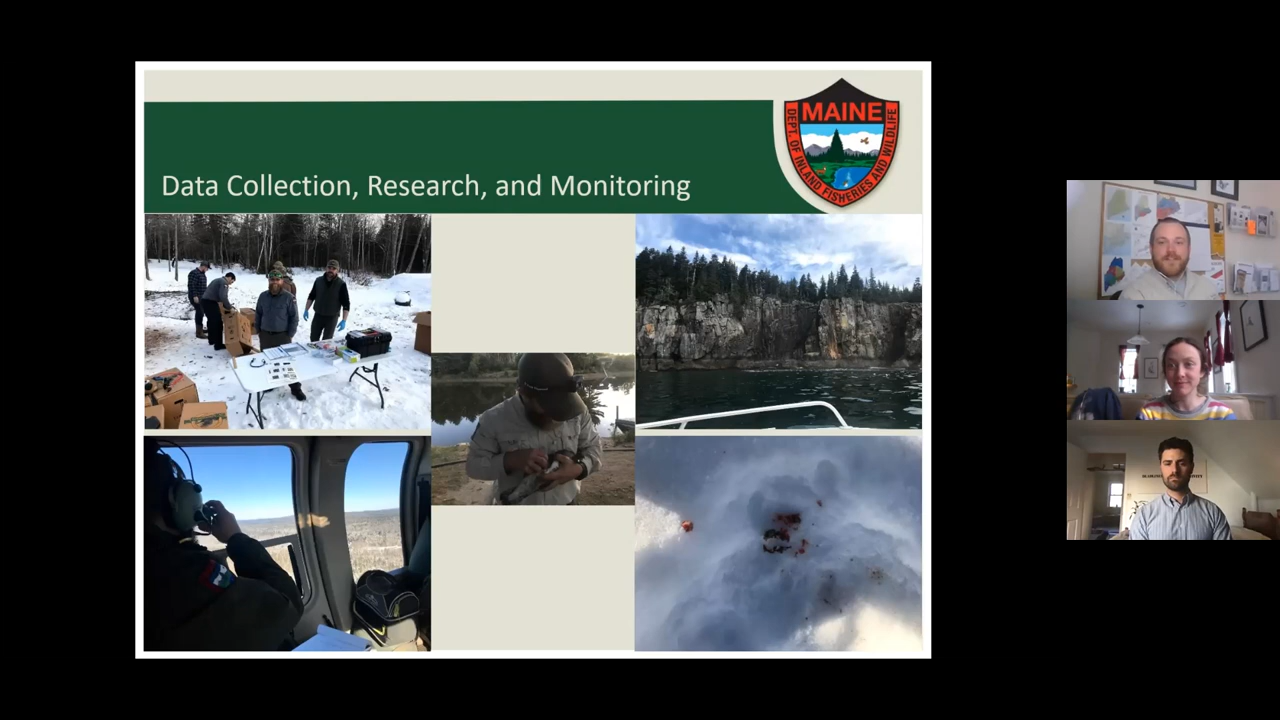 Data Collection, Research, and Monitoring
MAINE
DEPT. OF INLAND FISHERIES AND WILDLIFE